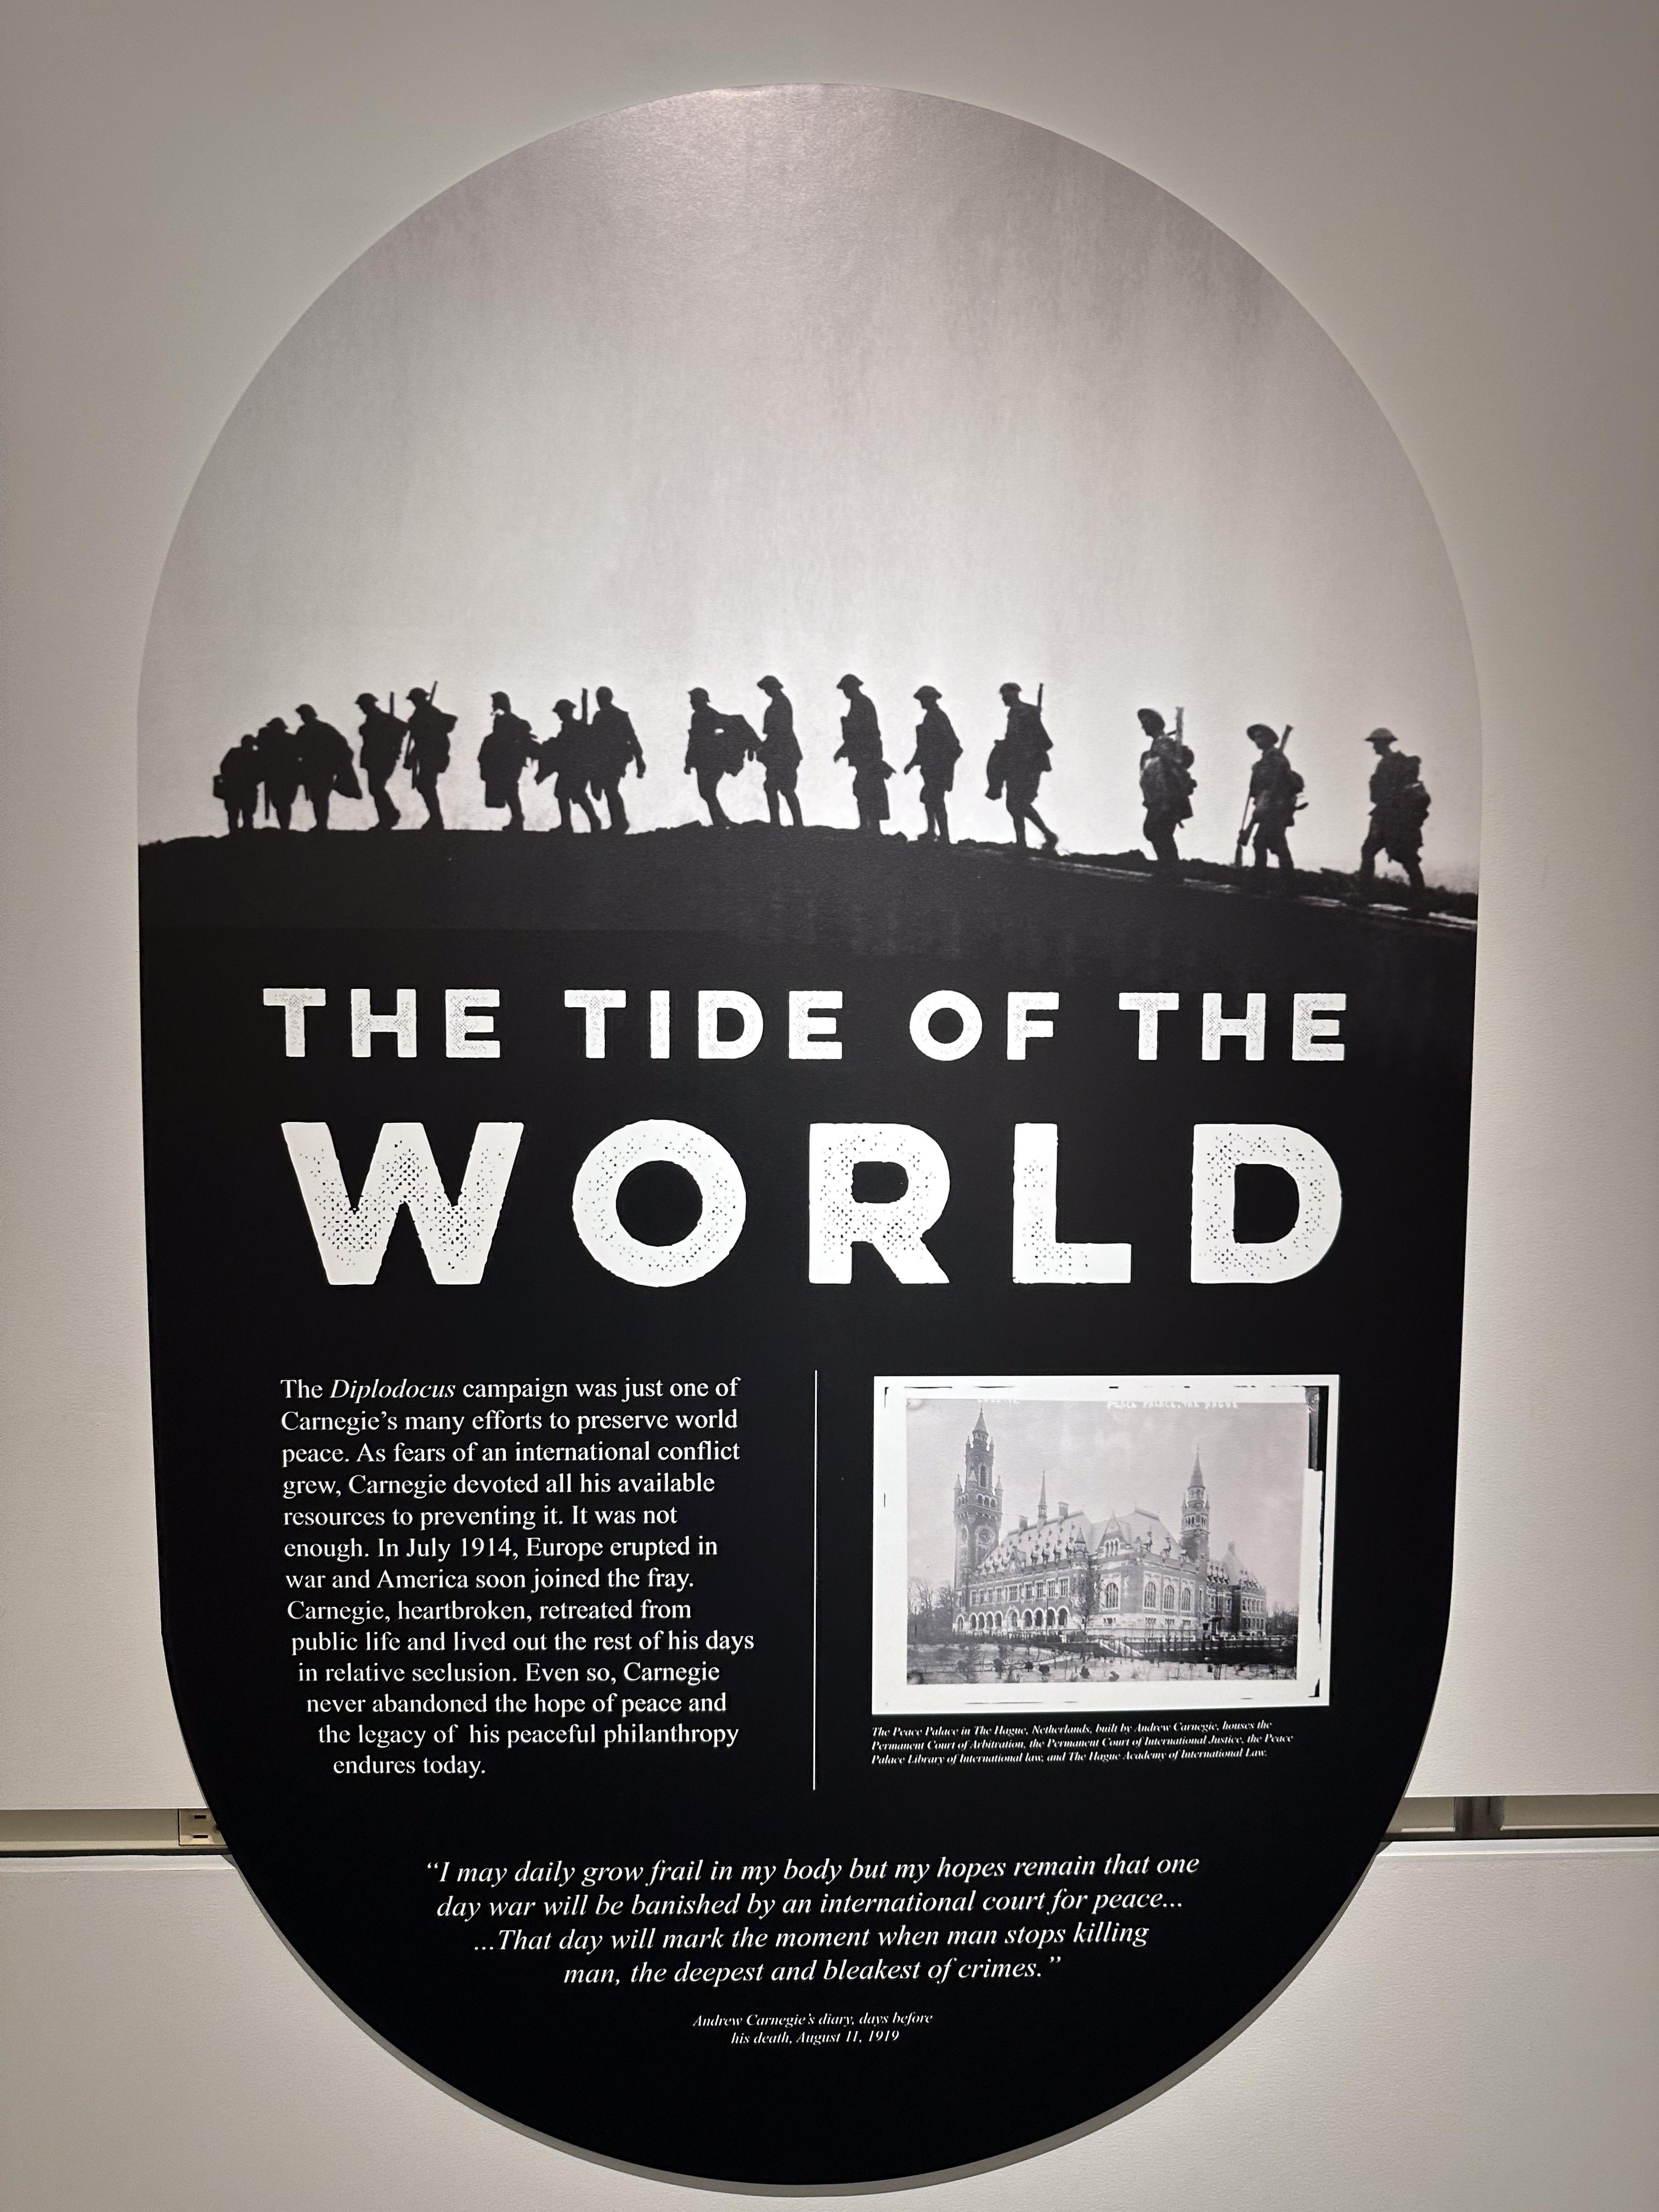 THE TIDE OF THE
WORLD
The Diplodocus campaign was just one of
Carnegie’s many efforts to preserve world
peace. As fears of an international conflict
grew, Carnegie devoted all his available
resources to preventing it. It was not
enough. In July 1914, Europe erupted in
war and America soon joined the fray.
Carnegie, heartbroken, retreated from
public life and lived out the rest of his days
in relative seclusion. Even so, Carnegie
never abandoned the hope of peace and
the legacy of his peaceful philanthropy
endures today.
PEACE PALACE, THE HAGUE
The Peace Palace in The Hague, Netherlands, built by Andrew Carnegie, houses the
Permanent Court of Arbitration, the Permanent Court of International Justice, the Peace
Palace Library of International law, and The Hague Academy of International Law.
“I may daily grow frail in my body but my hopes remain that one
day war will be banished by an international court for peace...
...That day will mark the moment when man stops killing
man, the deepest and bleakest of crimes.”
Andrew Carnegie’s diary, days before
his death, August 11, 1919